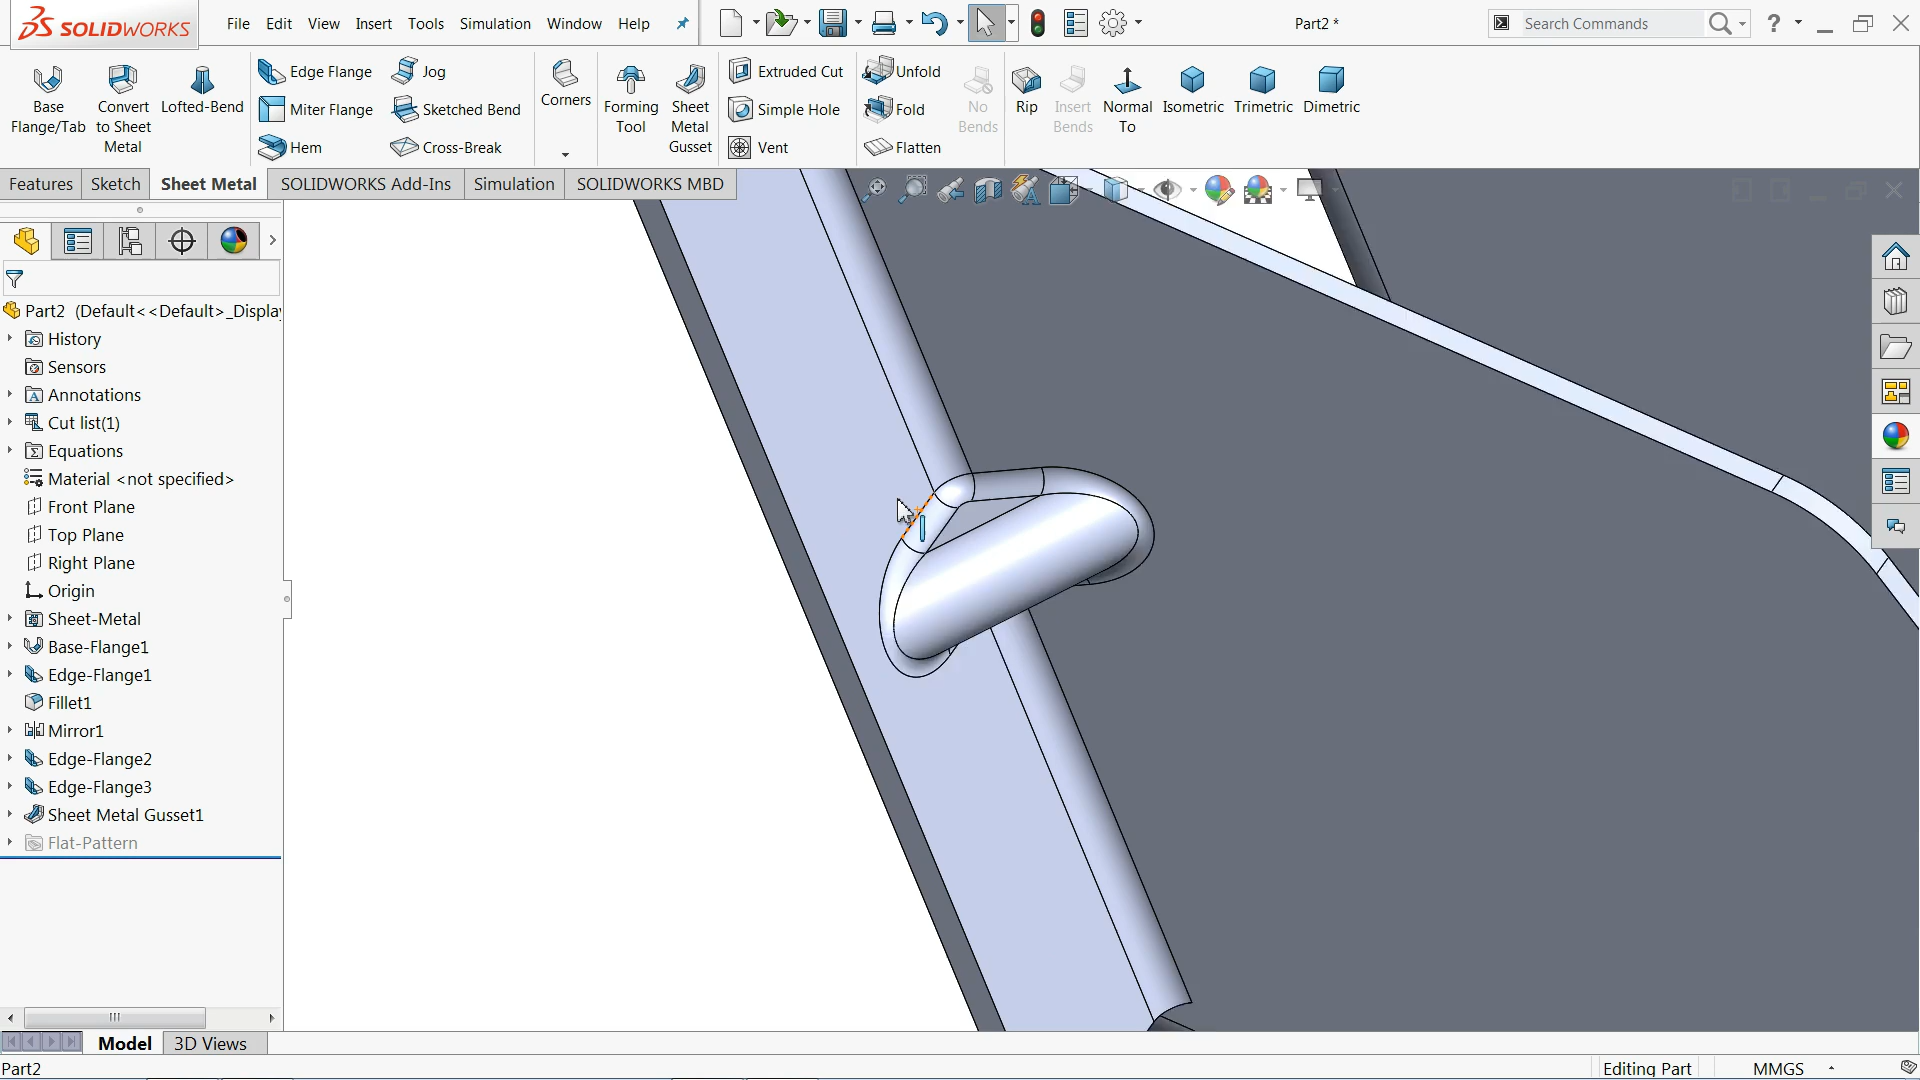 SOLIDWORKS File Edit View Insert Tools Simulation Window Help Part2 * Search Commands ?
Base Flange/Tab
Convert to Sheet Metal
Lofted-Bend
Edge Flange
Miter Flange
Hem
Jog
Sketched Bend
Cross-Break
Corners
Forming Tool
Sheet Metal Gusset
Extruded Cut
Simple Hole
Vent
Unfold
Fold
Flatten
No Bends
Rip
Insert Bends
Normal To
Isometric
Trimetric
Dimetric
Features Sketch Sheet Metal SOLIDWORKS Add-Ins Simulation SOLIDWORKS MBD
Part2 (Default<<Default>_Displa
History
Sensors
Annotations
Cut list(1)
Equations
Material <not specified>
Front Plane
Top Plane
Right Plane
Origin
Sheet-Metal
Base-Flange1
Edge-Flange1
Fillet1
Mirror1
Edge-Flange2
Edge-Flange3
Sheet Metal Gusset1
Flat-Pattern
Model 3D Views
Part2 Editing Part MMGS